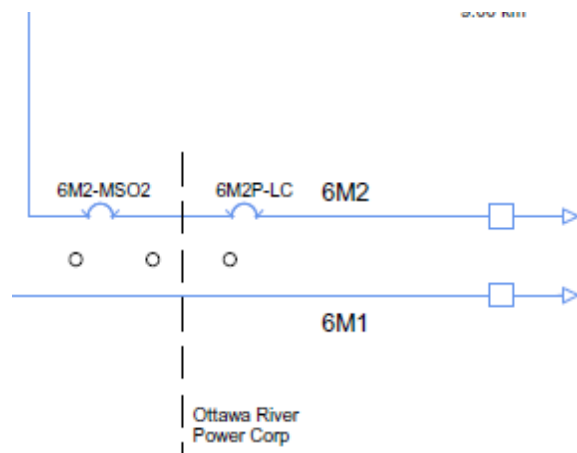 6M2-MSO2
6M2P-LC
6M2
6M1
Ottawa River
Power Corp